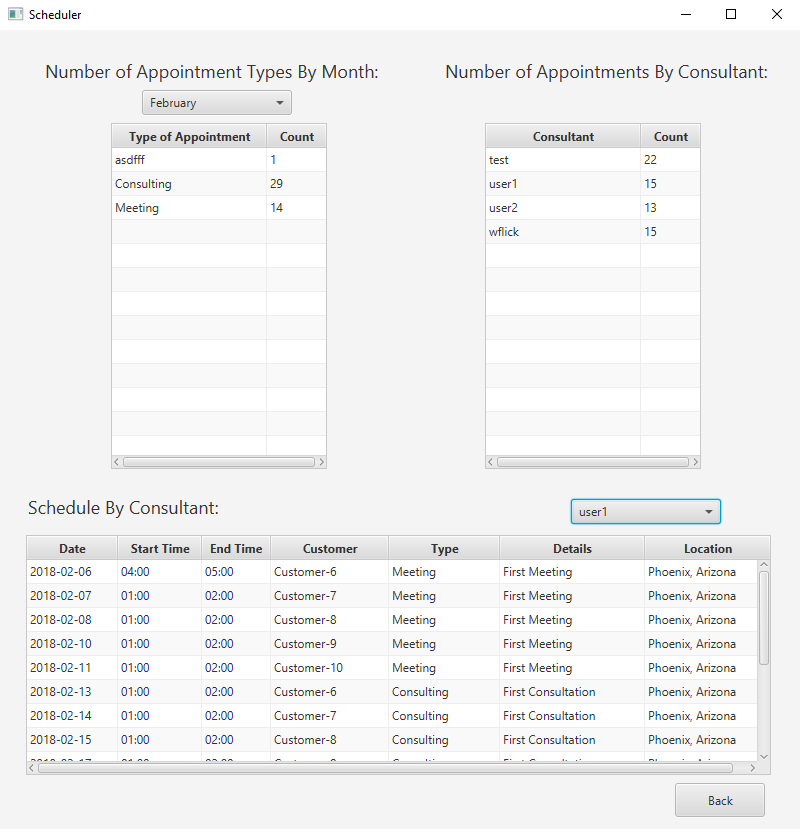 Scheduler
Number of Appointment Types By Month:
February
Type of Appointment Count
asdfff 1
Consulting 29
Meeting 14
Number of Appointments By Consultant:
Consultant Count
test 22
user1 15
user2 13
wflick 15
Schedule By Consultant:
user1
Date Start Time End Time Customer Type Details Location
2018-02-06 04:00 05:00 Customer-6 Meeting First Meeting Phoenix, Arizona
2018-02-07 01:00 02:00 Customer-7 Meeting First Meeting Phoenix, Arizona
2018-02-08 01:00 02:00 Customer-8 Meeting First Meeting Phoenix, Arizona
2018-02-10 01:00 02:00 Customer-9 Meeting First Meeting Phoenix, Arizona
2018-02-11 01:00 02:00 Customer-10 Meeting First Meeting Phoenix, Arizona
2018-02-13 01:00 02:00 Customer-6 Consulting First Consultation Phoenix, Arizona
2018-02-14 01:00 02:00 Customer-7 Consulting First Consultation Phoenix, Arizona
2018-02-15 01:00 02:00 Customer-8 Consulting First Consultation Phoenix, Arizona
Back